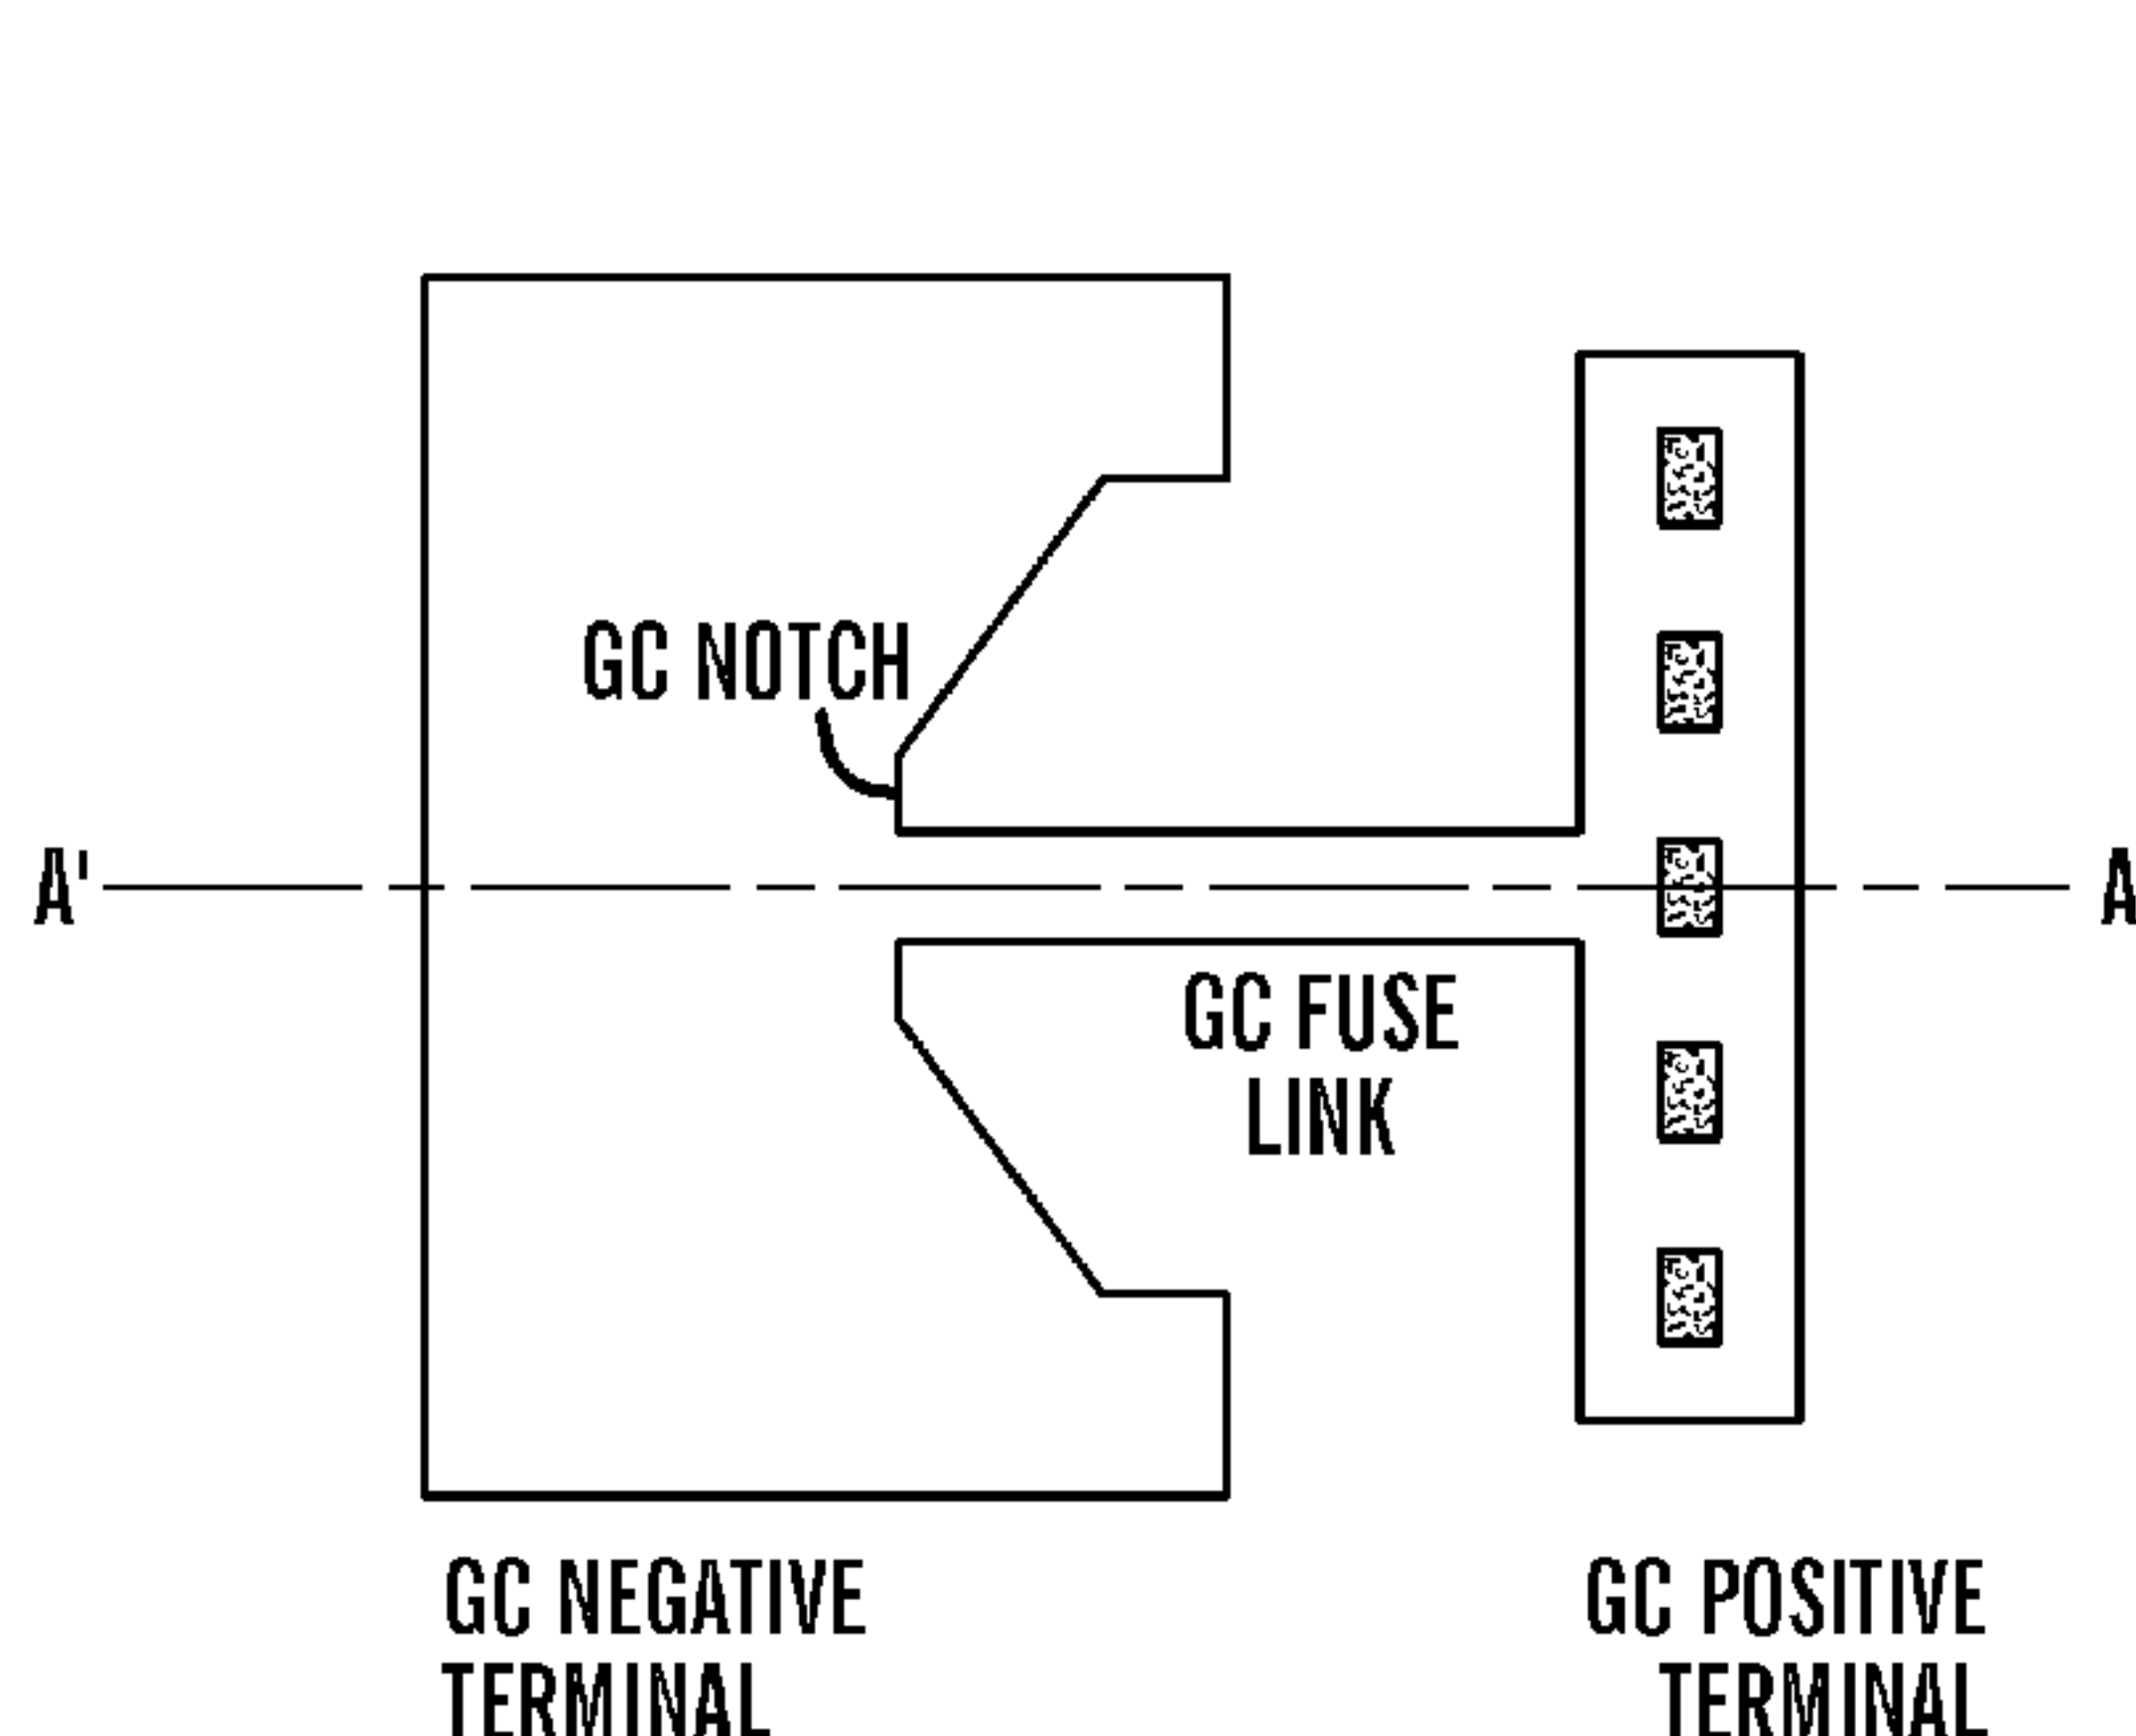 GC NOTCH
A'
A
GC FUSE
LINK
GC NEGATIVE
TERMINAL
GC POSITIVE
TERMINAL